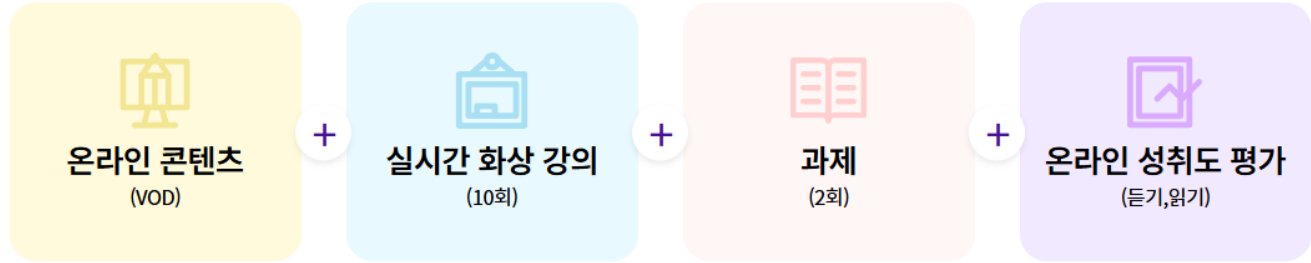 온라인 콘텐츠
(VOD)
+
실시간 화상 강의
(10회)
+
과제
(2회)
+
온라인 성취도 평가
(듣기,읽기)